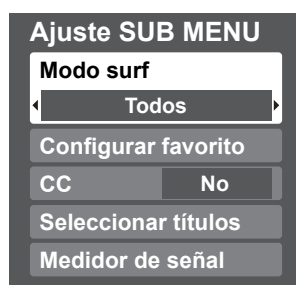 Ajuste SUB MENU
Modo surf
Todos
Configurar favorito
CC No
Seleccionar títulos
Medidor de señal